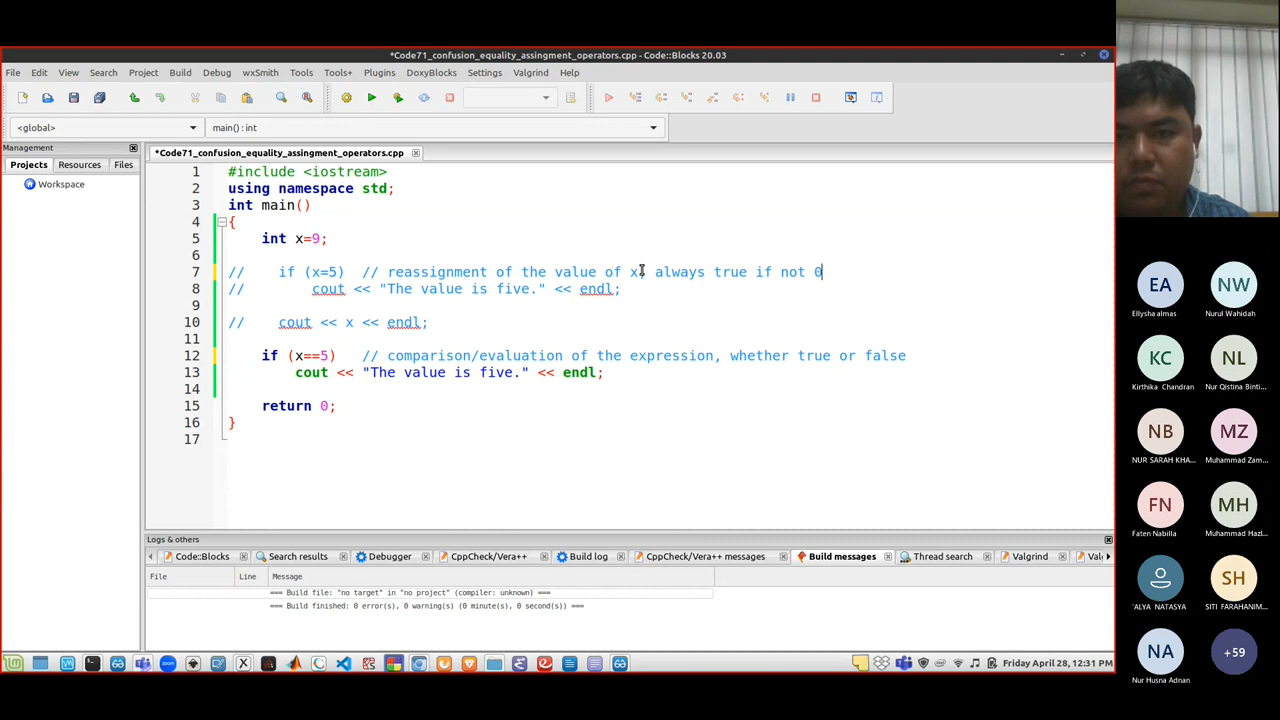 *Code71_confusion_equality_assingment_operators.cpp - Code::Blocks 20.03
File Edit View Search Project Build Debug wxSmith Tools Tools+ Plugins DoxyBlocks Settings Valgrind Help
<global>
main() : int
Management
Projects Resources Files
Workspace
*Code71_confusion_equality_assingment_operators.cpp
1 #include <iostream>
2 using namespace std;
3 int main()
4 {
5 int x=9;
6
7 // if (x=5) // reassignment of the value of x, always true if not 0
8 // cout << "The value is five." << endl;
9
10 // cout << x << endl;
11
12 if (x==5) // comparison/evaluation of the expression, whether true or false
13 cout << "The value is five." << endl;
14
15 return 0;
16 }
17
Logs & others
Code::Blocks Search results Debugger CppCheck/Vera++ Build log CppCheck/Vera++ messages Build messages Thread search Valgrind Val
File Line Message
=== Build file: "no target" in "no project" (compiler: unknown) ===
=== Build finished: 0 error(s), 0 warning(s) (0 minute(s), 0 second(s)) ===
Friday April 28, 12:31 PM
EA NW
Ellysha almas Nurul Wahidah
KC NL
Kirthika Chandran Nur Qistina Binti...
NB MZ
NUR SARAH KHA... Muhammad Zam...
FN MH
Faten Nabilla Muhammad Hazi...
SH
'ALYA NATASYA SITI FARAHANIM...
NA +59
Nur Husna Adnan